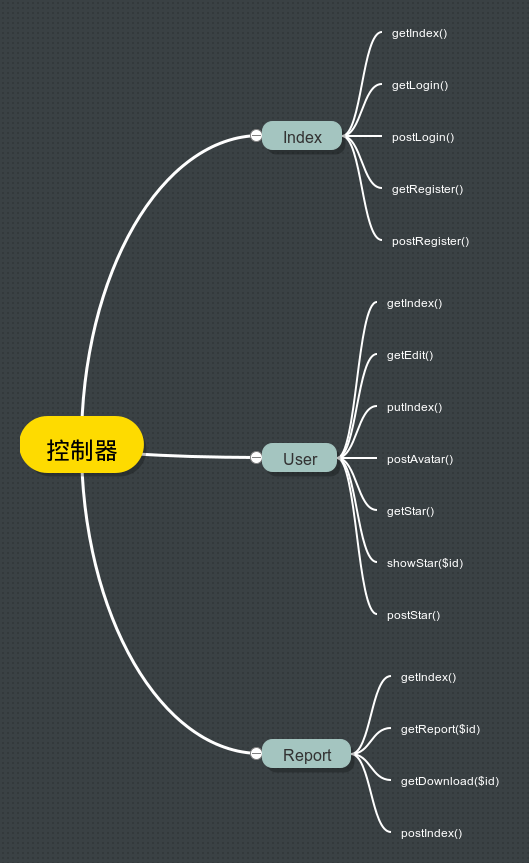 控制器
Index
getIndex()
getLogin()
postLogin()
getRegister()
postRegister()
User
getIndex()
getEdit()
putIndex()
postAvatar()
getStar()
showStar($id)
postStar()
Report
getIndex()
getReport($id)
getDownload($id)
postIndex()